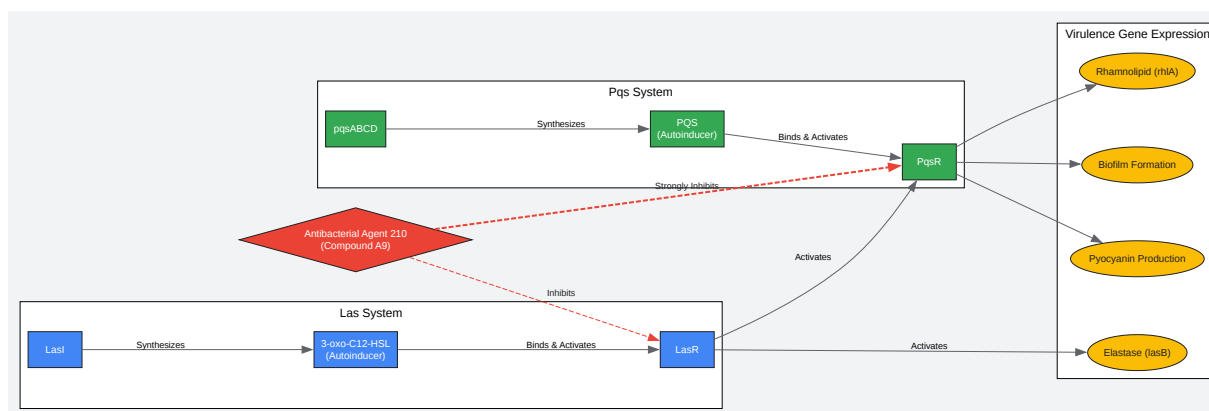 Virulence Gene Expression
Rhamnolipid (rhlA)
Pqs System
pqsABCD
Synthesizes
PQS
(Autoinducer)
Binds & Activates
PqsR
Biofilm Formation
Strongly Inhibits
Antibacterial Agent 210
(Compound A9)
Pyocyanin Production
Activates
Inhibits
Las System
LasI
Synthesizes
3-oxo-C12-HSL
(Autoinducer)
Binds & Activates
LasR
Activates
Elastase (lasB)